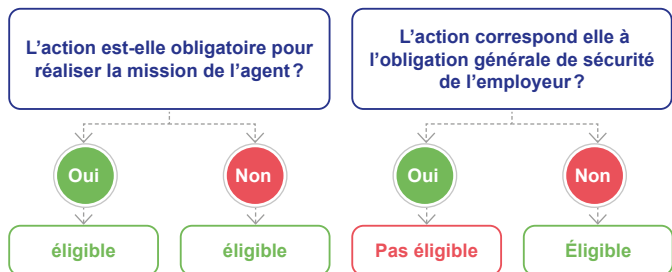 L'action est-elle obligatoire pour
réaliser la mission de l'agent ?
L'action correspond elle à
l'obligation générale de sécurité
de l'employeur ?
Oui
Non
Oui
Non
éligible
éligible
Pas éligible
Éligible